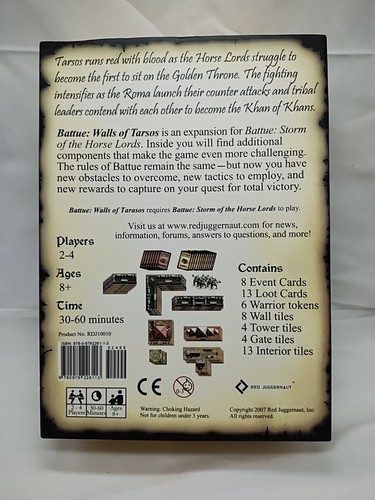 Tarsos runs red with blood as the Horse Lords struggle to
become the first to sit on the Golden Throne. The fighting
intensifies as the Roma launch their counter attacks and tribal
leaders contend with each other to become the Khan of Khans.
Battue: Walls of Tarsos is an expansion for Battue: Storm
of the Horse Lords. Inside you will find additional
components that make the game even more challenging.
The rules of Battue remain the same—but now you have
new obstacles to overcome, new tactics to employ, and
new rewards to capture on your quest for total victory.
Battue: Walls of Tarasos requires Battue: Storm of the Horse Lords to play.
Visit us at www.redjuggernaut.com for news,
information, forums, answers to questions, and more!
Players
2-4
Ages
8+
Time
30-60 minutes
Product No. RDJ10010
Contains
8 Event Cards
13 Loot Cards
6 Warrior tokens
8 Wall tiles
4 Tower tiles
4 Gate tiles
13 Interior tiles
2 - 4
Players
30-60
Minutes
Ages
8+
CE
0-3
RED JUGGERNAUT
Warning: Choking Hazard
Not for children under 3 years.
Copyright 2007 Red Juggernaut, Inc.
All rights reserved.